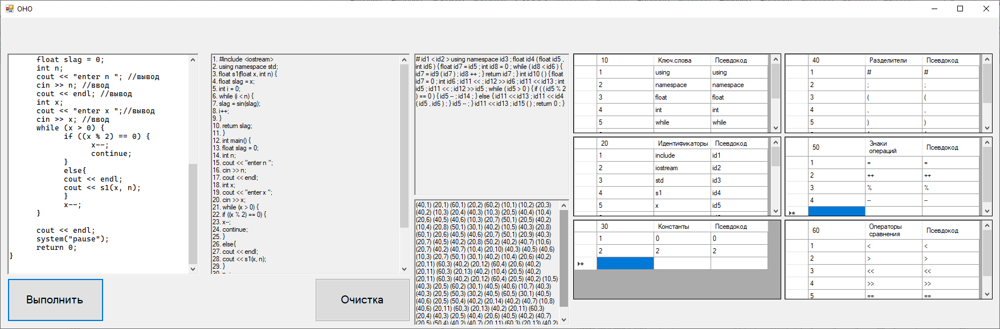 ОНО
float slag = 0;
int n;
cout << "enter n "; //вывод
cin >> n; //ввод
cout << endl; //вывод
int x;
cout << "enter x ";//вывод
cin >> x; //ввод
while (x > 0) {
if ((x % 2) == 0) {
x--;
continue;
}
else{
cout << endl;
cout << s1(x, n);
}
x--;
}
cout << endl;
system("pause");
return 0;
}
Выполнить
1. #include <iostream>
2. using namespace std;
3. float s1(float x, int n) {
4. float slag = x;
5. int i = 0;
6. while (i < n) {
7. slag = sin(slag);
8. i++;
9. }
10. return slag;
11. }
12. int main() {
13. float slag = 0;
14. int n;
15. cout << "enter n ";
16. cin >> n;
17. cout << endl;
18. int x;
19. cout << "enter x ";
20. cin >> x;
21. while (x > 0) {
22. if ((x % 2) == 0) {
23. x--;
24. continue;
25. }
26. else{
27. cout << endl;
28. cout << s1(x, n);
29. }
Очистка
# id1 < id2 > using namespace id3 ; float id4 ( float id5 ,
int id6 ) { float id7 = id5 ; int id8 = 0 ; while ( id8 < id6 ) {
id7 = id9 ( id7 ) ; id8 ++ ; } return id7 ; } int id10 ( ) { float
id7 = 0 ; int id6 ; id11 << ; id12 >> id6 ; id11 << id13 ; int
id5 ; id11 << ; id12 >> id5 ; while ( id5 > 0 ) { if ( ( id5 % 2
) == 0 ) { id5 -- ; id14 ; } else { id11 << id13 ; id11 << id4
( id5 , id6 ) ; } id5 -- ; } id11 << id13 ; id15 ( ) ; return 0 ; }
(40,1) (20,1) (60,1) (20,2) (60,2) (10,1) (10,2) (20,3)
(40,2) (10,3) (20,4) (40,3) (10,3) (20,5) (40,4) (10,4)
(20,6) (40,5) (40,6) (10,3) (20,7) (50,1) (20,5) (40,2)
(10,4) (20,8) (50,1) (30,1) (40,2) (10,5) (40,3) (20,8)
(60,1) (20,6) (40,5) (40,6) (20,7) (50,1) (20,9) (40,3)
(20,7) (40,5) (40,2) (20,8) (50,2) (40,2) (40,7) (10,6)
(20,7) (40,2) (40,7) (10,4) (20,10) (40,3) (40,5) (40,6)
(10,3) (20,7) (50,1) (30,1) (40,2) (10,4) (20,6) (40,2)
(20,11) (60,3) (40,2) (20,12) (60,4) (20,6) (40,2)
(20,11) (60,3) (20,13) (40,2) (10,4) (20,5) (40,2)
(20,11) (60,3) (40,2) (20,12) (60,4) (20,5) (40,2) (10,5)
(40,3) (20,5) (60,2) (30,1) (40,5) (40,6) (10,7) (40,3)
(40,3) (20,5) (50,3) (30,2) (40,5) (60,5) (30,1) (40,5)
(40,6) (20,5) (50,4) (40,2) (20,14) (40,2) (40,7) (10,8)
(40,6) (20,11) (60,3) (20,13) (40,2) (20,11) (60,3)
(20,4) (40,3) (20,5) (40,4) (20,6) (40,5) (40,2) (40,7)
(20,5) (50,4) (40,2) (40,7) (20,11) (60,3) (20,13) (40,2)
10 Ключ.слова Псевдокод
1 using using
2 namespace namespace
3 float float
4 int int
5 while while
20 Идентификаторы Псевдокод
1 include id1
2 iostream id2
3 std id3
4 s1 id4
5 x id5
30 Константы Псевдокод
1 0 0
2 2 2
40 Разделители Псевдокод
1 # #
2 ; ;
3 ( (
4 , ,
5 ) )
50 Знаки операций Псевдокод
1 = =
2 ++ ++
3 % %
4 -- --
60 Операторы сравнения Псевдокод
1 < <
2 > >
3 << <<
4 >> >>
5 == ==